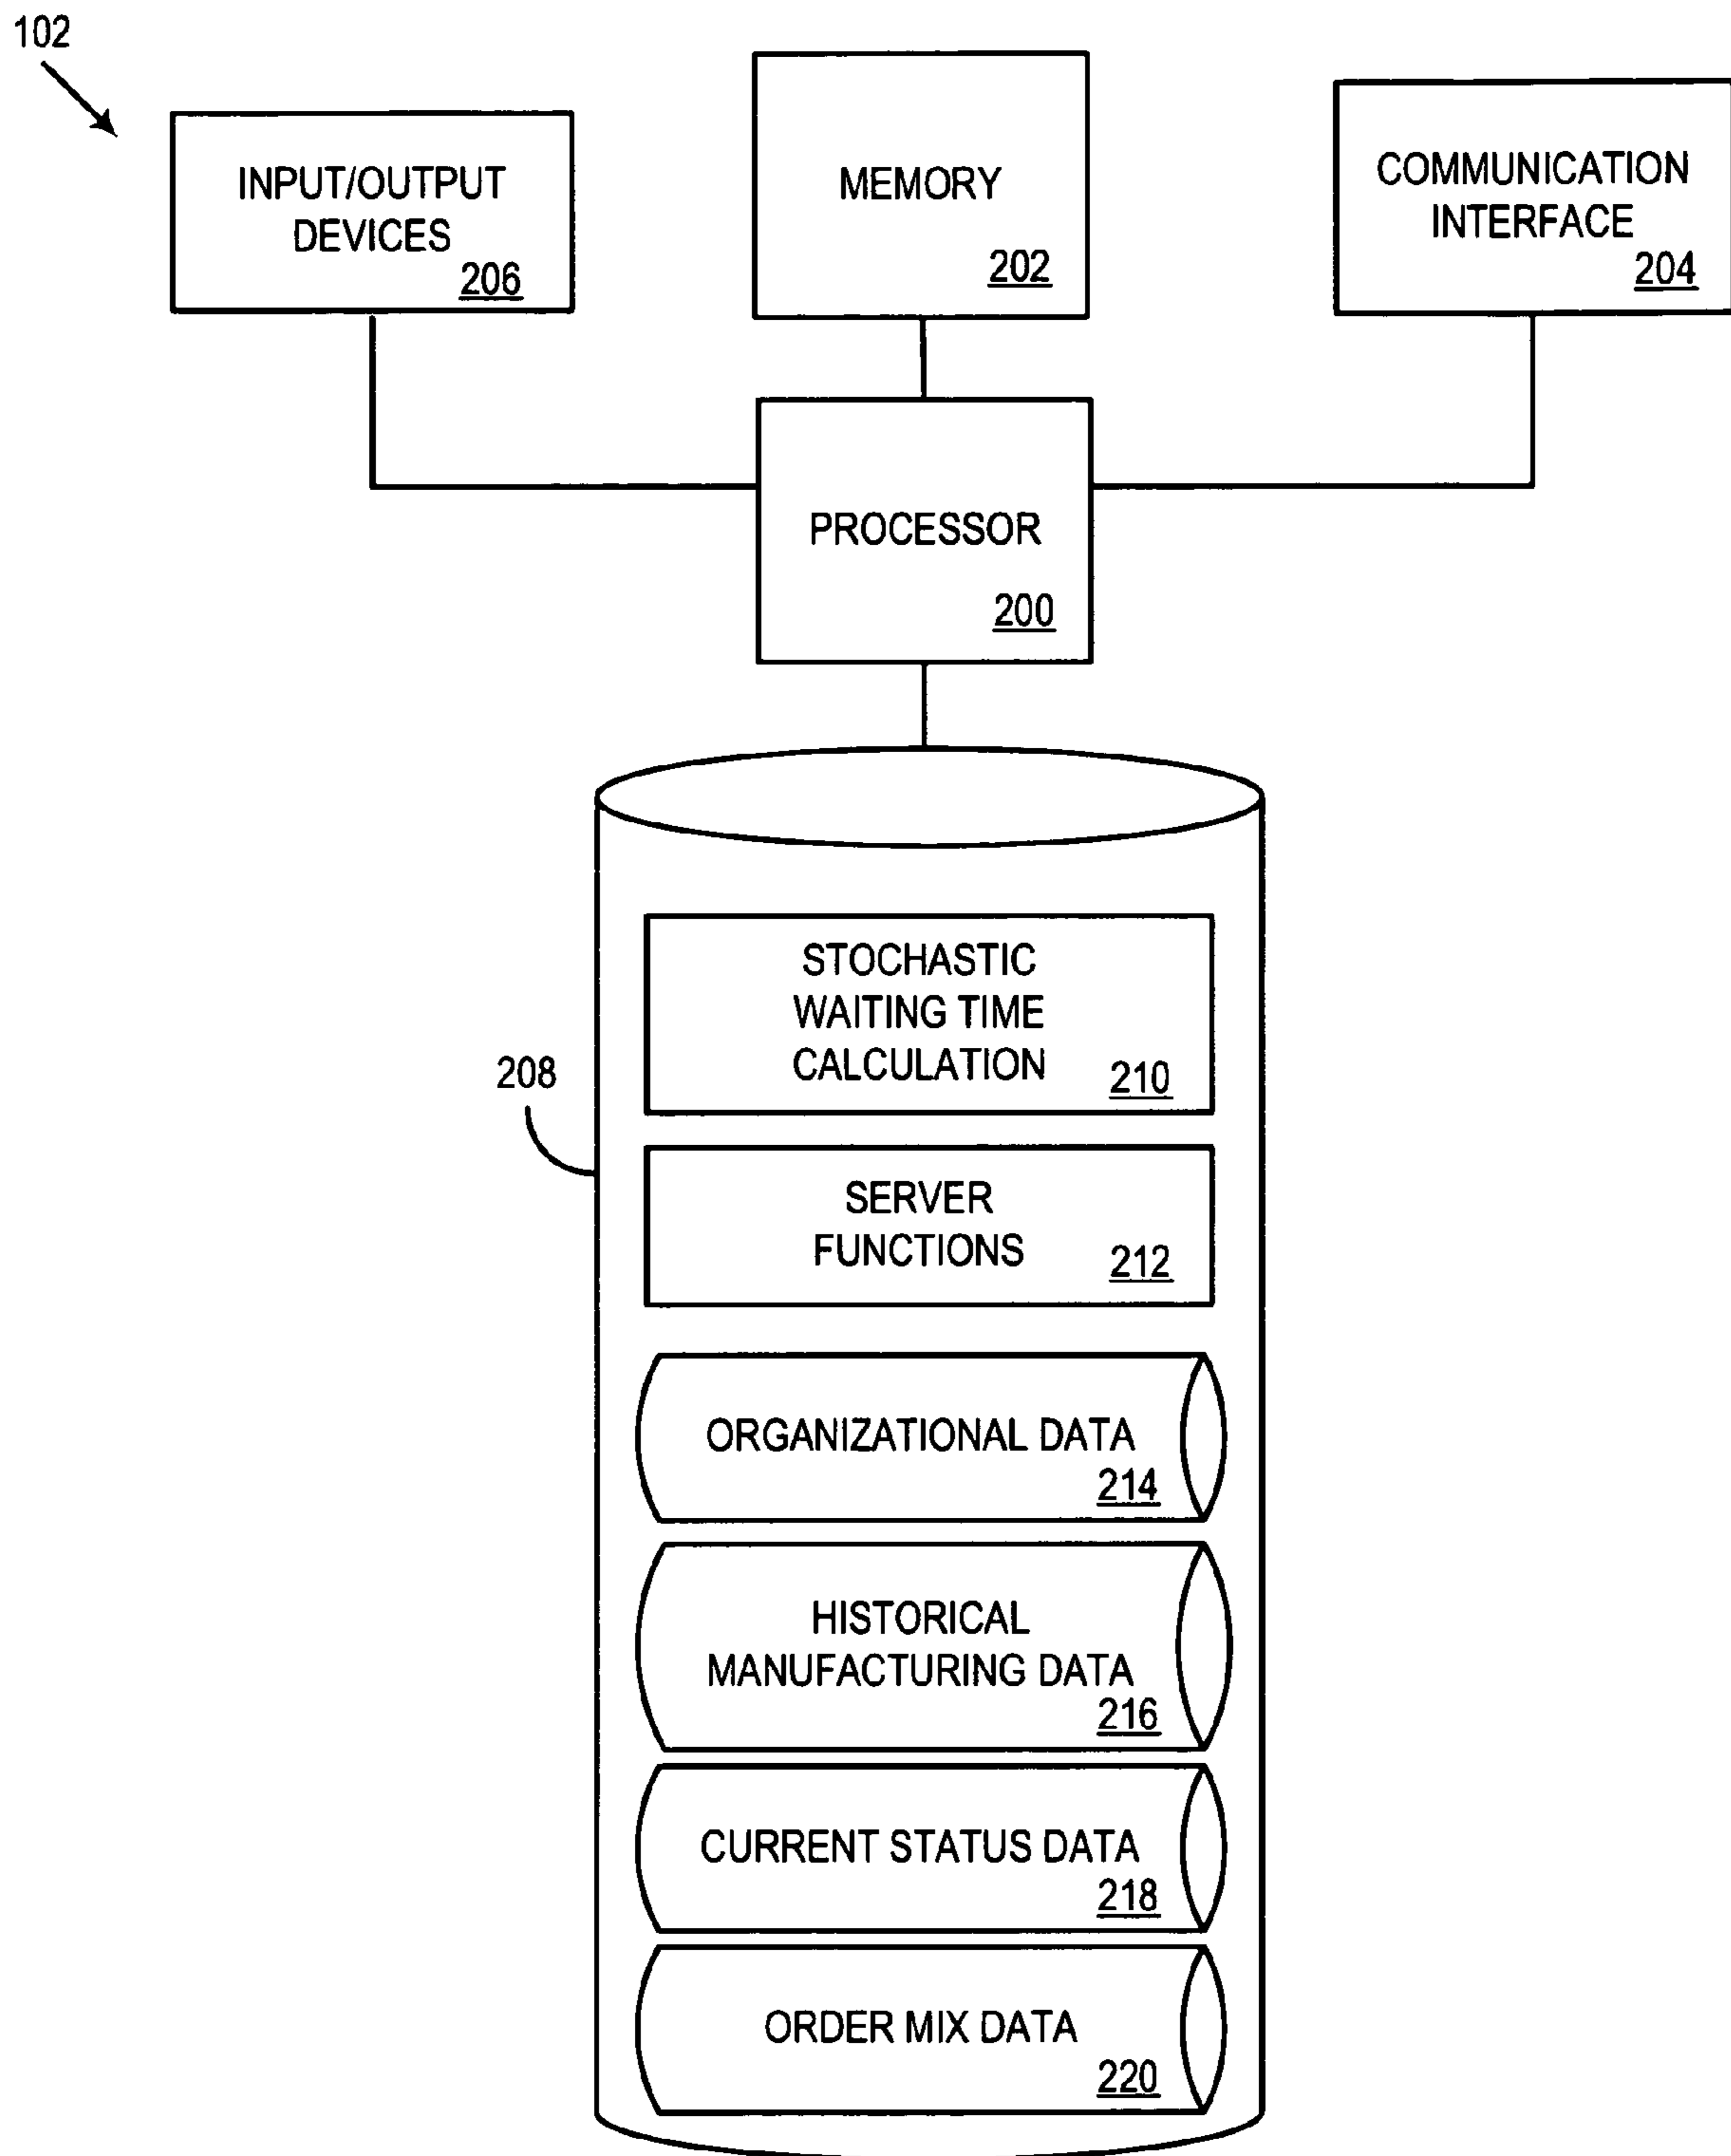 102
INPUT/OUTPUT
DEVICES
206
MEMORY
202
COMMUNICATION
INTERFACE
204
PROCESSOR
200
208
STOCHASTIC
WAITING TIME
CALCULATION
210
SERVER
FUNCTIONS
212
ORGANIZATIONAL DATA
214
HISTORICAL
MANUFACTURING DATA
216
CURRENT STATUS DATA
218
ORDER MIX DATA
220